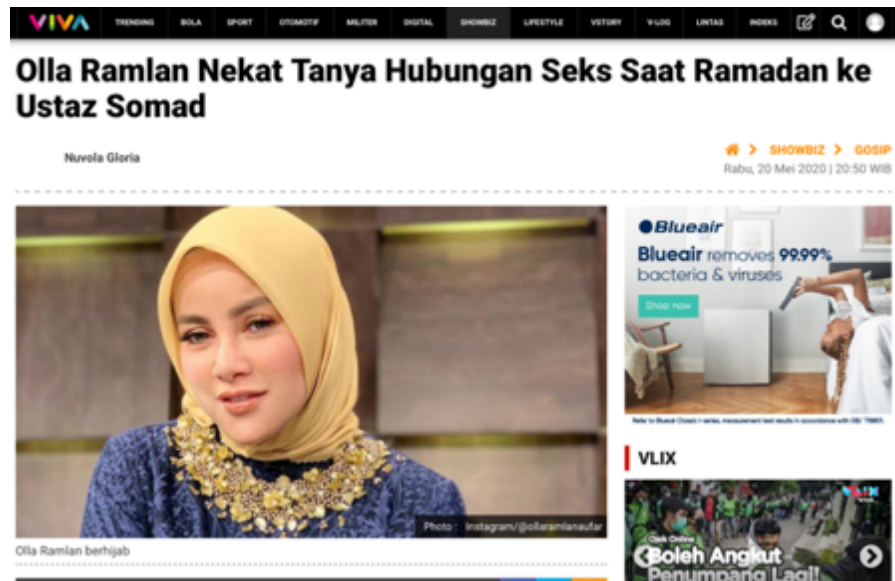 VIVA
TRENDING BOLA SPORT OTOMOTIF MILITER DIGITAL SHOWBIZ LIFESTYLE VSTORY V-LOG LINTAS INDEKS
Olla Ramlan Nekat Tanya Hubungan Seks Saat Ramadan ke
Ustaz Somad
Nuvola Gloria
SHOWBIZ > GOSIP
Rabu, 20 Mei 2020 | 20:50 WIB
Photo : Instagram/@ollaramlanaufar
Olla Ramlan berhijab
Blueair
Blueair removes 99.99%
bacteria & viruses
Shop now
VLIX
Ojek Online
Boleh Angkut
Penumpang Lagi!